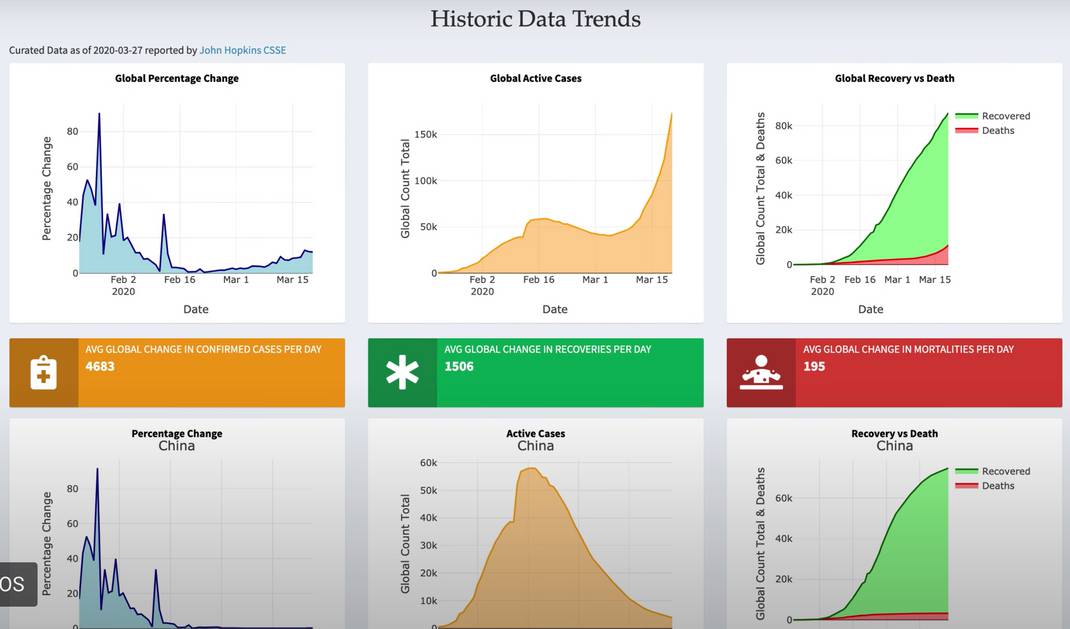 Historic Data Trends
Curated Data as of 2020-03-27 reported by John Hopkins CSSE
Global Percentage Change
Percentage Change
80
60
40
20
0
Feb 2
2020
Feb 16
Mar 1
Mar 15
Date
Global Active Cases
Global Count Total
150k
100k
50k
0
Feb 2
2020
Feb 16
Mar 1
Mar 15
Date
Global Recovery vs Death
Global Count Total & Deaths
80k
60k
40k
20k
0
Feb 2
2020
Feb 16
Mar 1
Mar 15
Date
Recovered
Deaths
AVG GLOBAL CHANGE IN CONFIRMED CASES PER DAY
4683
AVG GLOBAL CHANGE IN RECOVERIES PER DAY
1506
AVG GLOBAL CHANGE IN MORTALITIES PER DAY
195
Percentage Change
China
Percentage Change
80
60
40
20
0
Active Cases
China
Global Count Total
60k
50k
40k
30k
20k
10k
0
Recovery vs Death
China
Global Count Total & Deaths
60k
40k
20k
0
Recovered
Deaths
OS